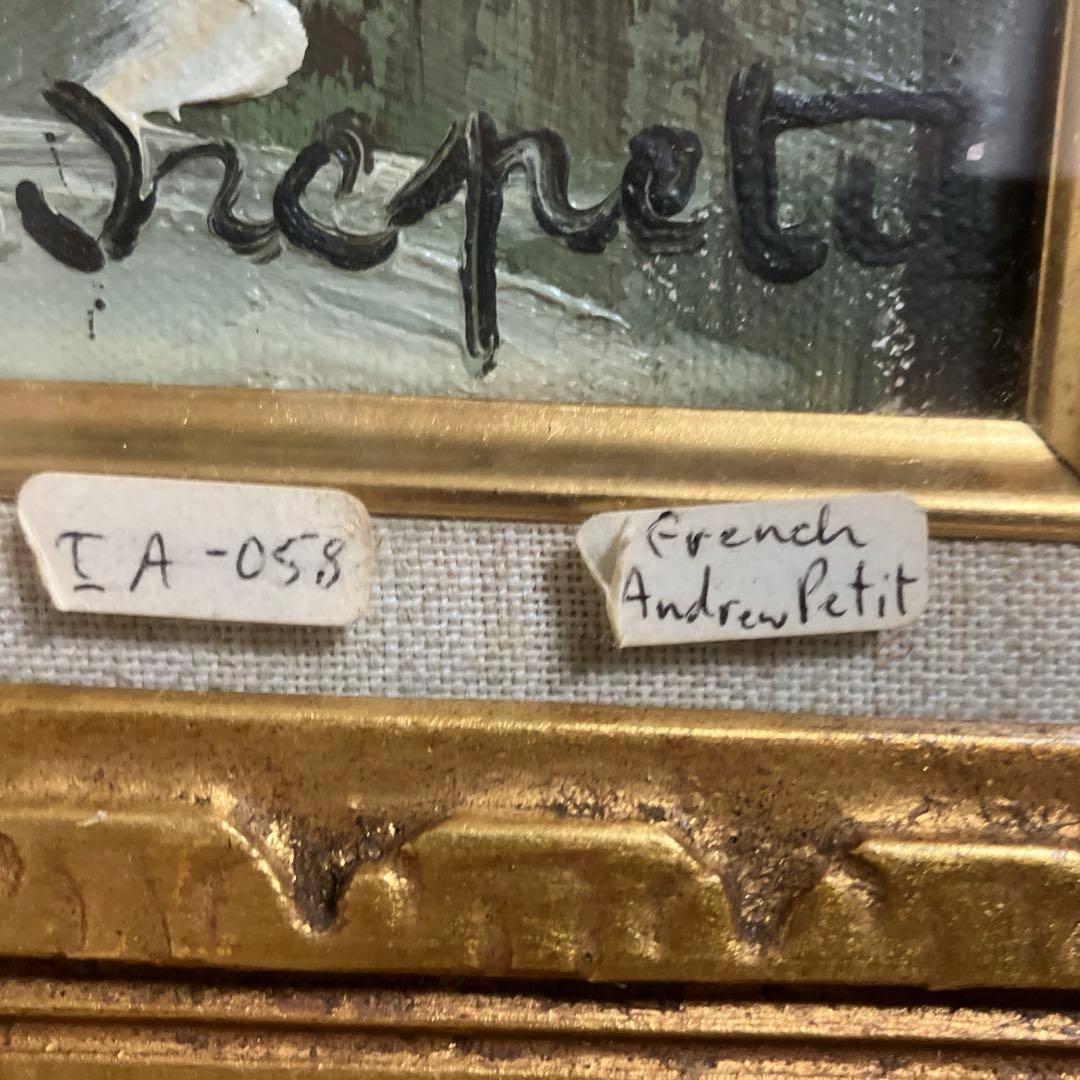 I A-058
French
Andrew Petit